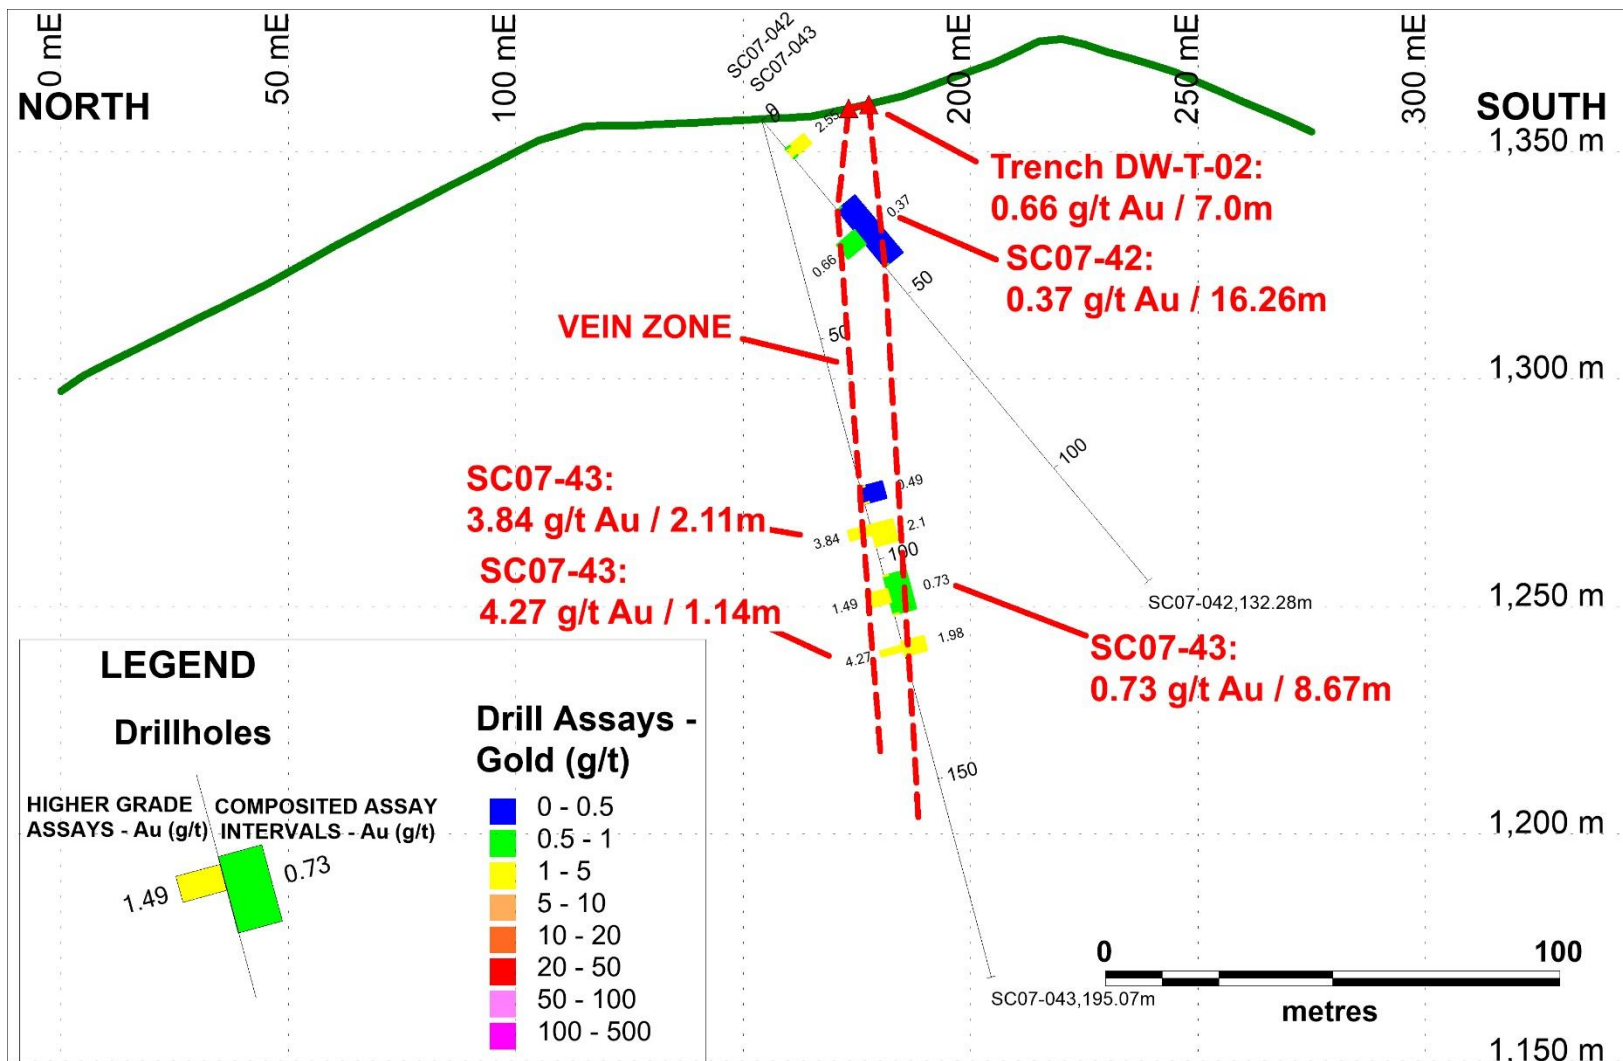 0 mE
50 mE
100 mE
200 mE
250 mE
300 mE
SC07-042
SC07-043
NORTH
SOUTH
0
2.55
1,350 m
Trench DW-T-02:
0.66 g/t Au / 7.0m
0.37
SC07-42:
0.37 g/t Au / 16.26m
0.66
50
VEIN ZONE
50
1,300 m
100
SC07-43:
3.84 g/t Au / 2.11m
0.49
3.84
2.1
100
SC07-43:
4.27 g/t Au / 1.14m
0.73
1.49
SC07-042,132.28m
1,250 m
4.27
1.98
SC07-43:
0.73 g/t Au / 8.67m
150
1,200 m
SC07-043,195.07m
LEGEND
Drillholes
HIGHER GRADE
ASSAYS - Au (g/t)
COMPOSITED ASSAY
INTERVALS - Au (g/t)
1.49
0.73
Drill Assays -
Gold (g/t)
0 - 0.5
0.5 - 1
1 - 5
5 - 10
10 - 20
20 - 50
50 - 100
100 - 500
0
100
metres
1,150 m